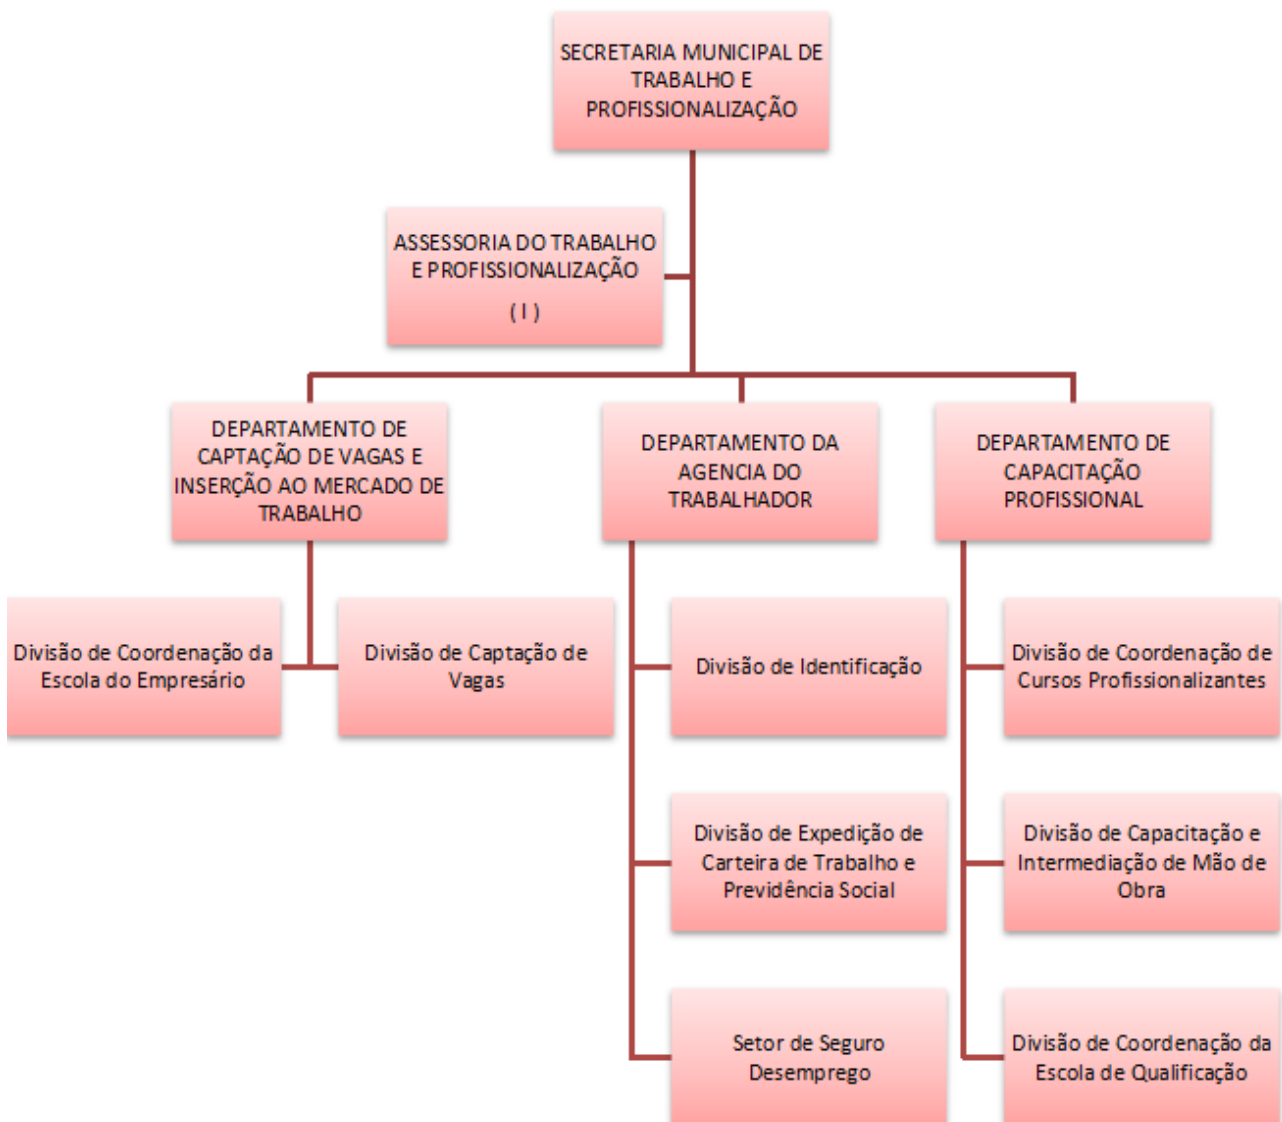 SECRETARIA MUNICIPAL DE
TRABALHO E
PROFISSIONALIZAÇÃO
ASSESSORIA DO TRABALHO
E PROFISSIONALIZAÇÃO
( I )
DEPARTAMENTO DE
CAPTAÇÃO DE VAGAS E
INSERÇÃO AO MERCADO DE
TRABALHO
DEPARTAMENTO DA
AGENCIA DO
TRABALHADOR
DEPARTAMENTO DE
CAPACITAÇÃO
PROFISSIONAL
Divisão de Coordenação da
Escola do Empresário
Divisão de Captação de
Vagas
Divisão de Identificação
Divisão de Coordenação de
Cursos Profissionalizantes
Divisão de Expedição de
Carteira de Trabalho e
Previdência Social
Divisão de Capacitação e
Intermediação de Mão de
Obra
Setor de Seguro
Desemprego
Divisão de Coordenação da
Escola de Qualificação